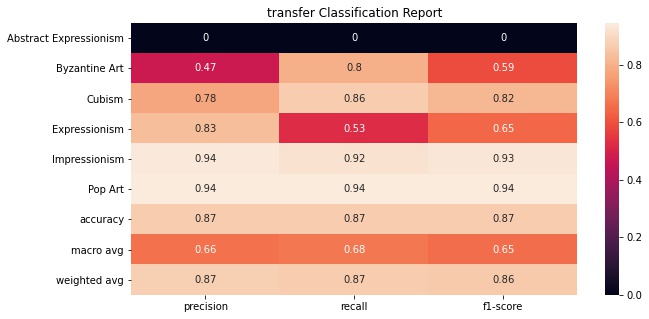 transfer Classification Report
Abstract Expressionism 0 0 0
Byzantine Art 0.47 0.8 0.59
Cubism 0.78 0.86 0.82
Expressionism 0.83 0.53 0.65
Impressionism 0.94 0.92 0.93
Pop Art 0.94 0.94 0.94
accuracy 0.87 0.87 0.87
macro avg 0.66 0.68 0.65
weighted avg 0.87 0.87 0.86
precision recall f1-score
0.8
0.6
0.4
0.2
0.0